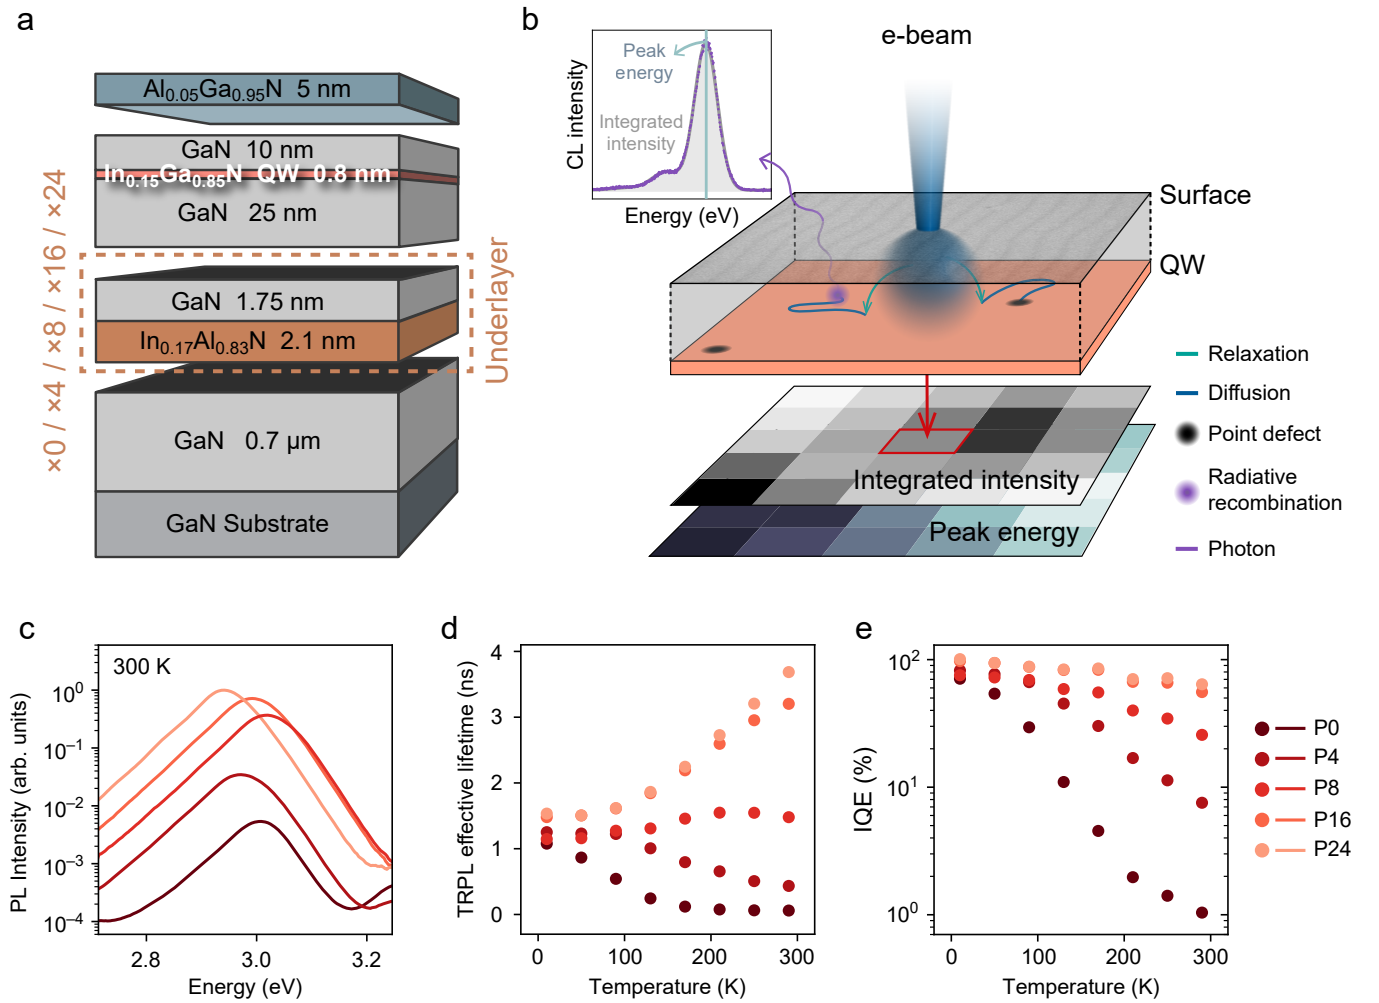 a
Al0.05Ga0.95N 5 nm
GaN 10 nm
In0.15Ga0.85N QW 0.8 nm
GaN 25 nm
×0 / ×4 / ×8 / ×16 / ×24
GaN 1.75 nm
In0.17Al0.83N 2.1 nm
Underlayer
GaN 0.7 μm
GaN Substrate
b
CL intensity
Peak
energy
Integrated
intensity
Energy (eV)
e-beam
Surface
QW
Integrated intensity
Peak energy
Relaxation
Diffusion
Point defect
Radiative
recombination
Photon
c
PL Intensity (arb. units)
300 K
10^0
10^−1
10^−2
10^−3
10^−4
2.8 3.0 3.2
Energy (eV)
d
TRPL effective lifetime (ns)
4
3
2
1
0
0 100 200 300
Temperature (K)
e
IQE (%)
10^2
10^1
10^0
0 100 200 300
Temperature (K)
P0
P4
P8
P16
P24